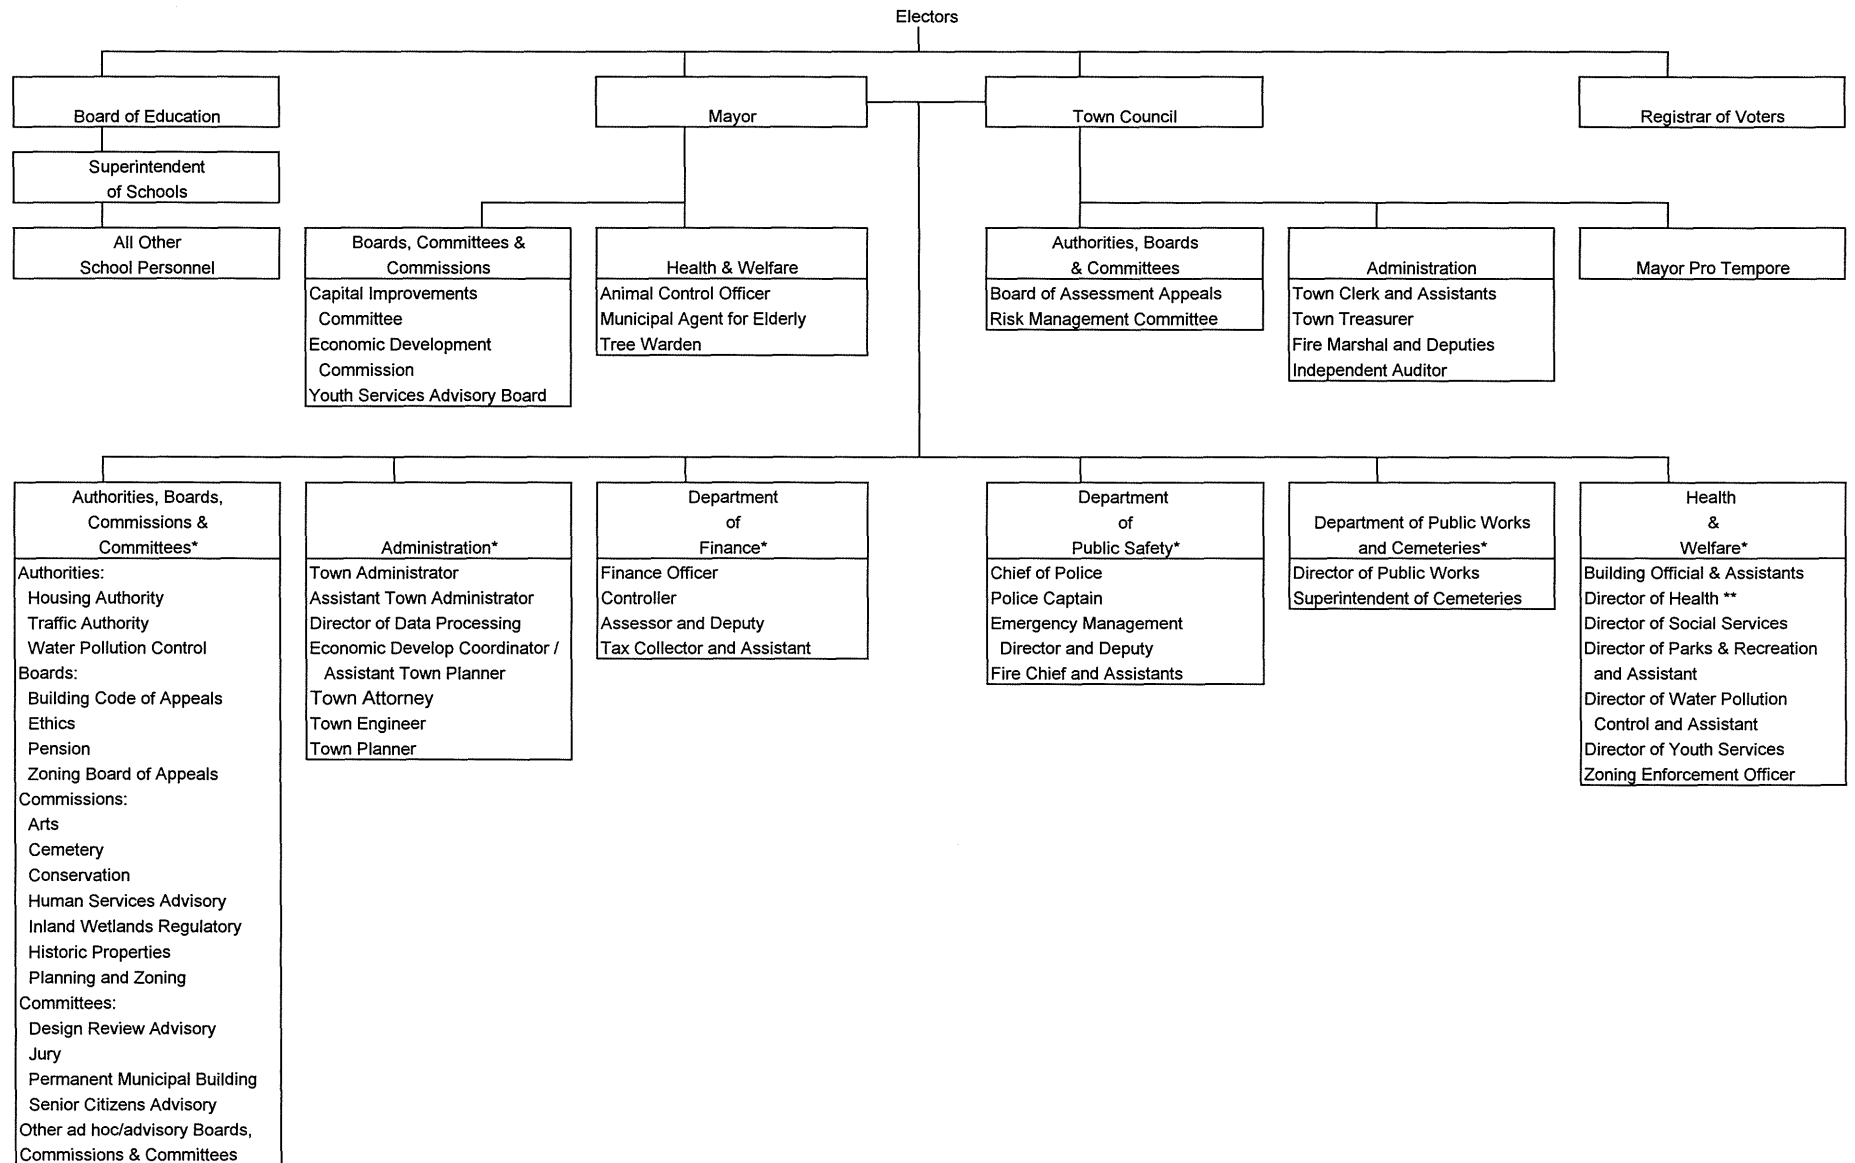 Electors
Board of Education
Mayor
Town Council
Registrar of Voters
Superintendent
of Schools
All Other
School Personnel
Boards, Committees &
Commissions
Capital Improvements
Committee
Economic Development
Commission
Youth Services Advisory Board
Health & Welfare
Animal Control Officer
Municipal Agent for Elderly
Tree Warden
Authorities, Boards
& Committees
Board of Assessment Appeals
Risk Management Committee
Administration
Town Clerk and Assistants
Town Treasurer
Fire Marshal and Deputies
Independent Auditor
Mayor Pro Tempore
Authorities, Boards,
Commissions &
Committees*
Authorities:
Housing Authority
Traffic Authority
Water Pollution Control
Boards:
Building Code of Appeals
Ethics
Pension
Zoning Board of Appeals
Commissions:
Arts
Cemetery
Conservation
Human Services Advisory
Inland Wetlands Regulatory
Historic Properties
Planning and Zoning
Committees:
Design Review Advisory
Jury
Permanent Municipal Building
Senior Citizens Advisory
Other ad hoc/advisory Boards,
Commissions & Committees
Administration*
Town Administrator
Assistant Town Administrator
Director of Data Processing
Economic Develop Coordinator /
Assistant Town Planner
Town Attorney
Town Engineer
Town Planner
Department
of
Finance*
Finance Officer
Controller
Assessor and Deputy
Tax Collector and Assistant
Department
of
Public Safety*
Chief of Police
Police Captain
Emergency Management
Director and Deputy
Fire Chief and Assistants
Department of Public Works
and Cemeteries*
Director of Public Works
Superintendent of Cemeteries
Health
&
Welfare*
Building Official & Assistants
Director of Health **
Director of Social Services
Director of Parks & Recreation
and Assistant
Director of Water Pollution
Control and Assistant
Director of Youth Services
Zoning Enforcement Officer